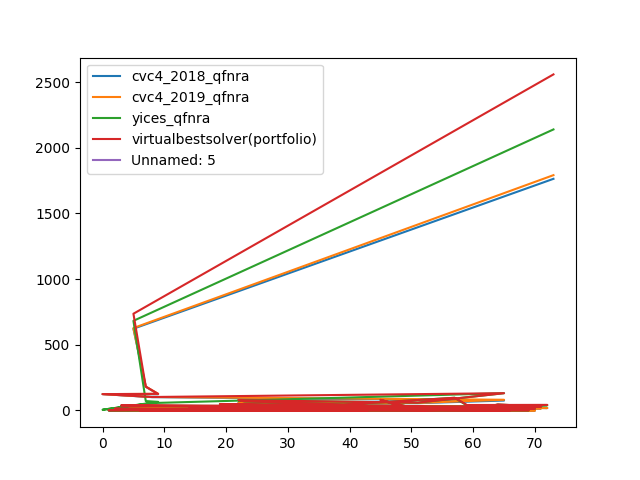 2500
2000
1500
1000
500
0
cvc4_2018_qfnra
cvc4_2019_qfnra
yices_qfnra
virtualbestsolver(portfolio)
Unnamed: 5
0 10 20 30 40 50 60 70